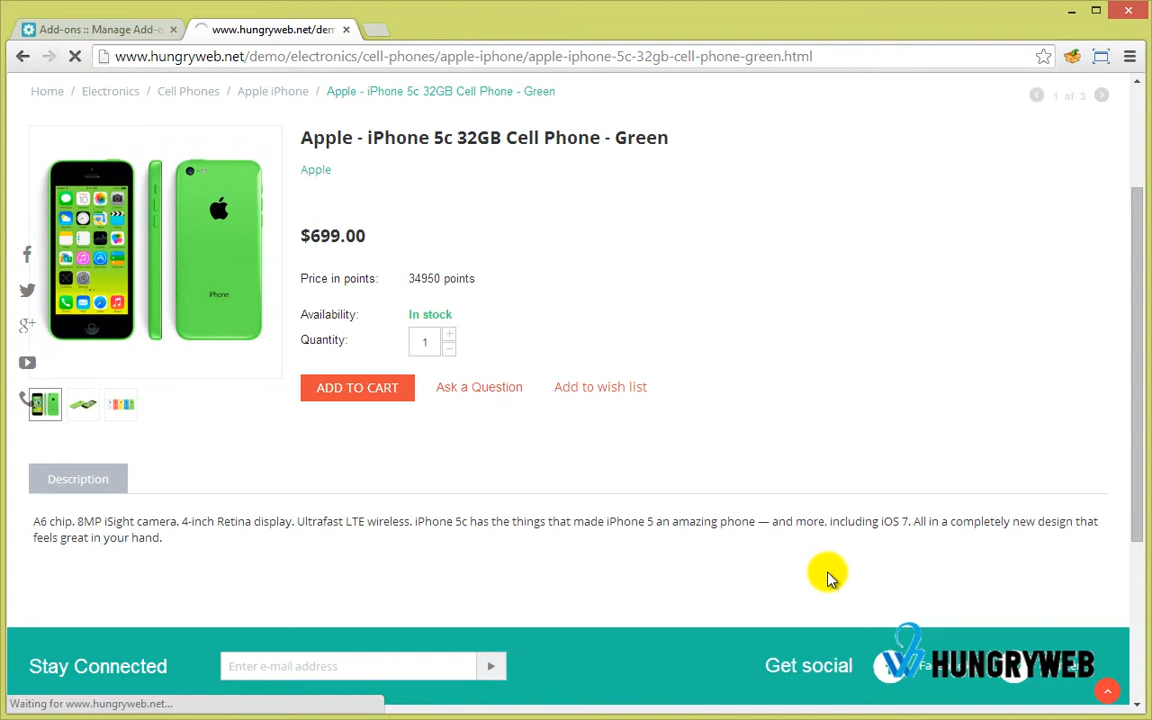 Add-ons :: Manage Add-o
www.hungryweb.net/dem
www.hungryweb.net/demo/electronics/cell-phones/apple-iphone/apple-iphone-5c-32gb-cell-phone-green.html
Home / Electronics / Cell Phones / Apple iPhone / Apple - iPhone 5c 32GB Cell Phone - Green
1 of 3
Apple - iPhone 5c 32GB Cell Phone - Green
Apple
iPhone
$699.00
Price in points: 34950 points
Availability: In stock
Quantity: 1
ADD TO CART Ask a Question Add to wish list
Description
A6 chip. 8MP iSight camera. 4-inch Retina display. Ultrafast LTE wireless. iPhone 5c has the things that made iPhone 5 an amazing phone — and more, including iOS 7. All in a completely new design that
feels great in your hand.
Stay Connected Enter e-mail address Get social
HUNGRYWEB
Waiting for www.hungryweb.net...